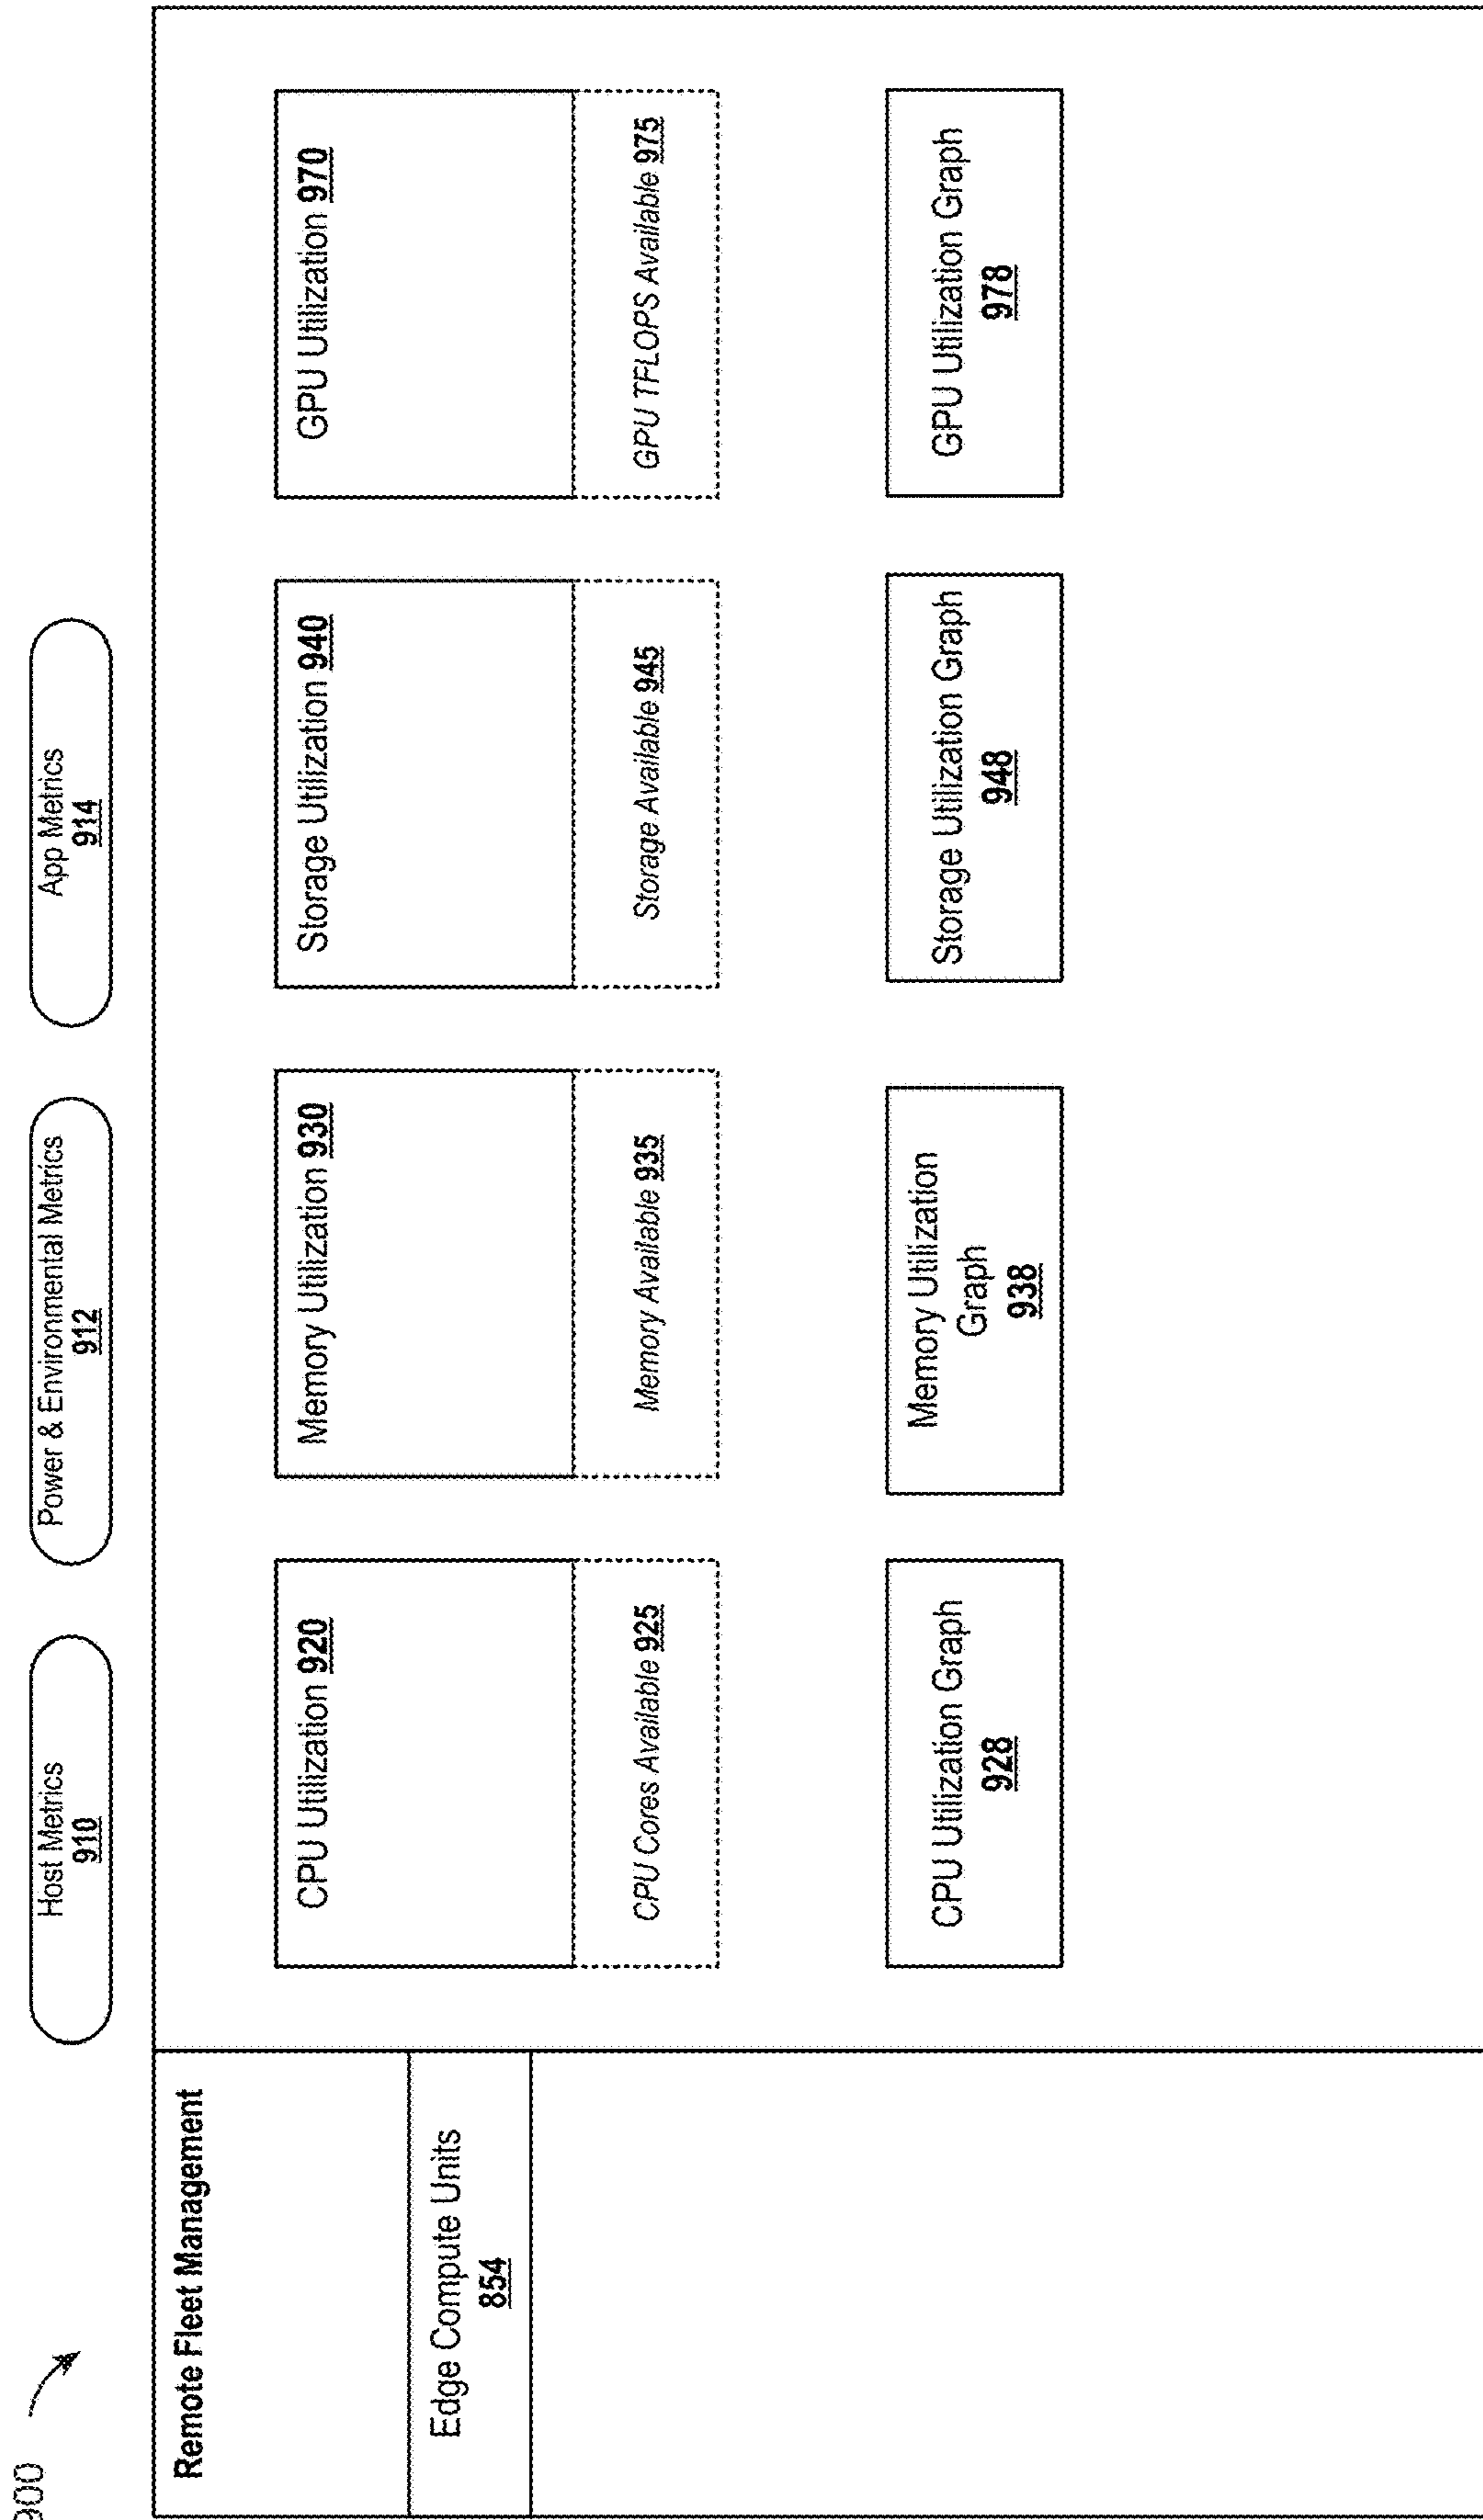 900
Host Metrics
910
Power & Environmental Metrics
912
App Metrics
914
Remote Fleet Management
Edge Compute Units
854
CPU Utilization 920
CPU Cores Available 925
Memory Utilization 930
Memory Available 935
Storage Utilization 940
Storage Available 945
GPU Utilization 970
GPU TFLOPS Available 975
CPU Utilization Graph
928
Memory Utilization
Graph
938
Storage Utilization Graph
948
GPU Utilization Graph
978